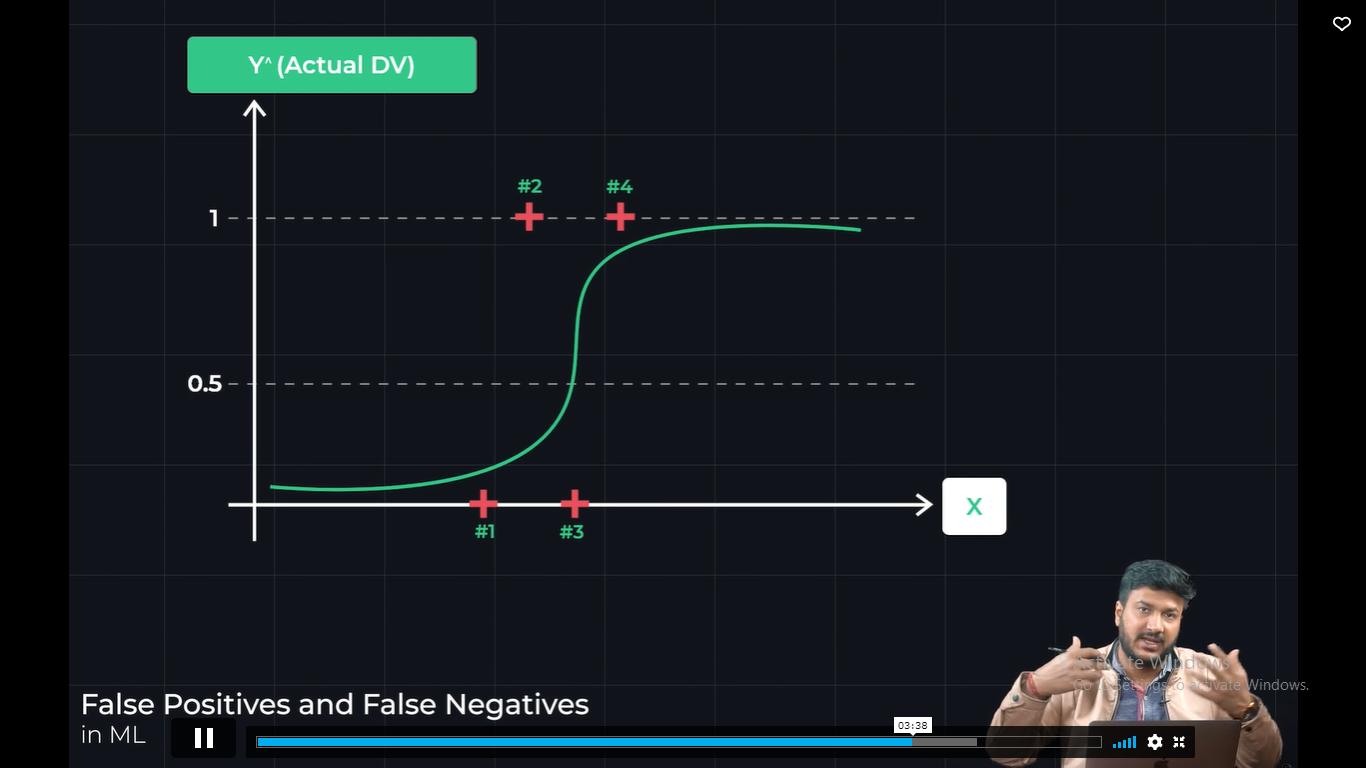 Y^ (Actual DV)
#2
#4
1
0.5
#1
#3
X
Activate Windows
Go to Settings to activate Windows.
False Positives and False Negatives
in ML
03:38